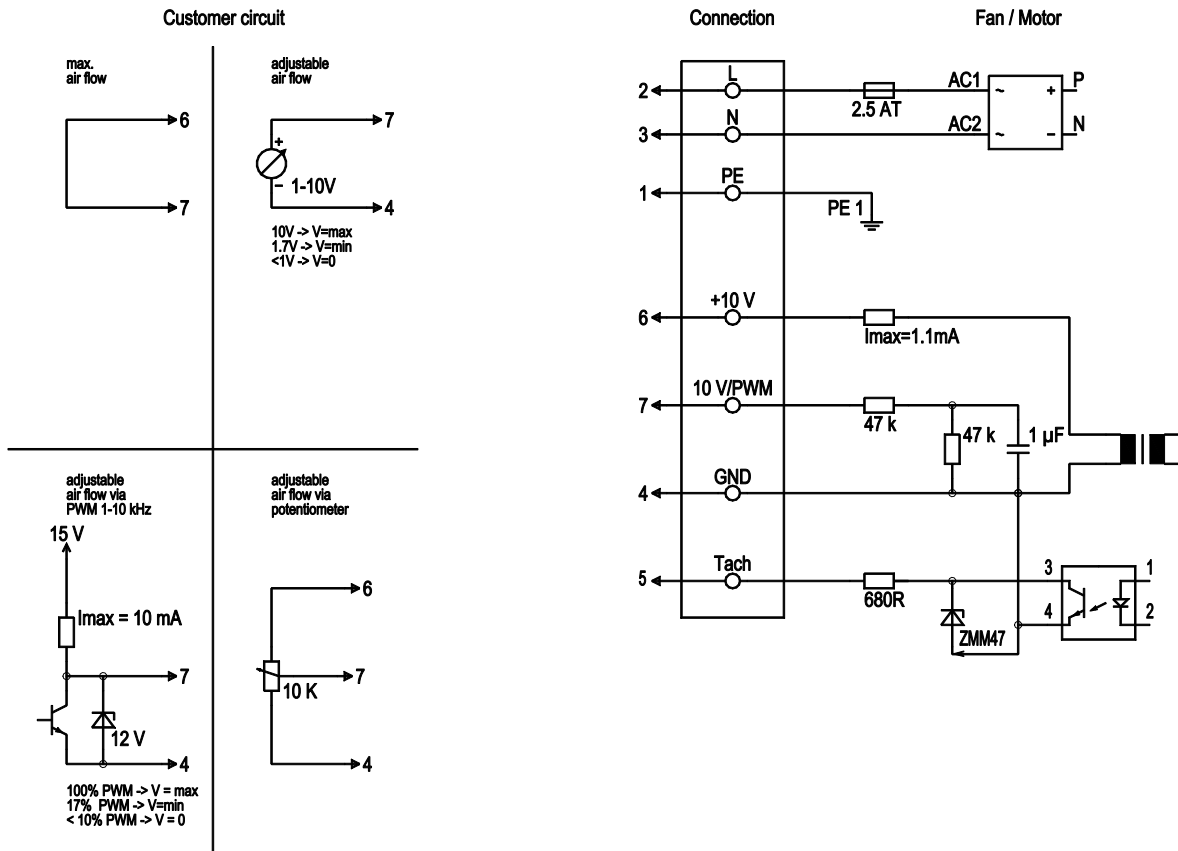 Customer circuit
Connection
Fan / Motor
max.
air flow
6
7
adjustable
air flow
7
+
–
1-10V
4
10V -> V=max
1.7V -> V=min
<1V -> V=0
adjustable
air flow via
PWM 1-10 kHz
15 V
Imax = 10 mA
7
12 V
4
100% PWM -> V = max
17% PWM -> V=min
< 10% PWM -> V = 0
adjustable
air flow via
potentiometer
6
7
10 K
4
2
L
2.5 AT
AC1
~
+
P
3
N
AC2
~
–
N
1
PE
PE 1
6
+10 V
Imax=1.1mA
7
10 V/PWM
47 k
47 k
1 µF
4
GND
5
Tach
680R
ZMM47
3
4
1
2